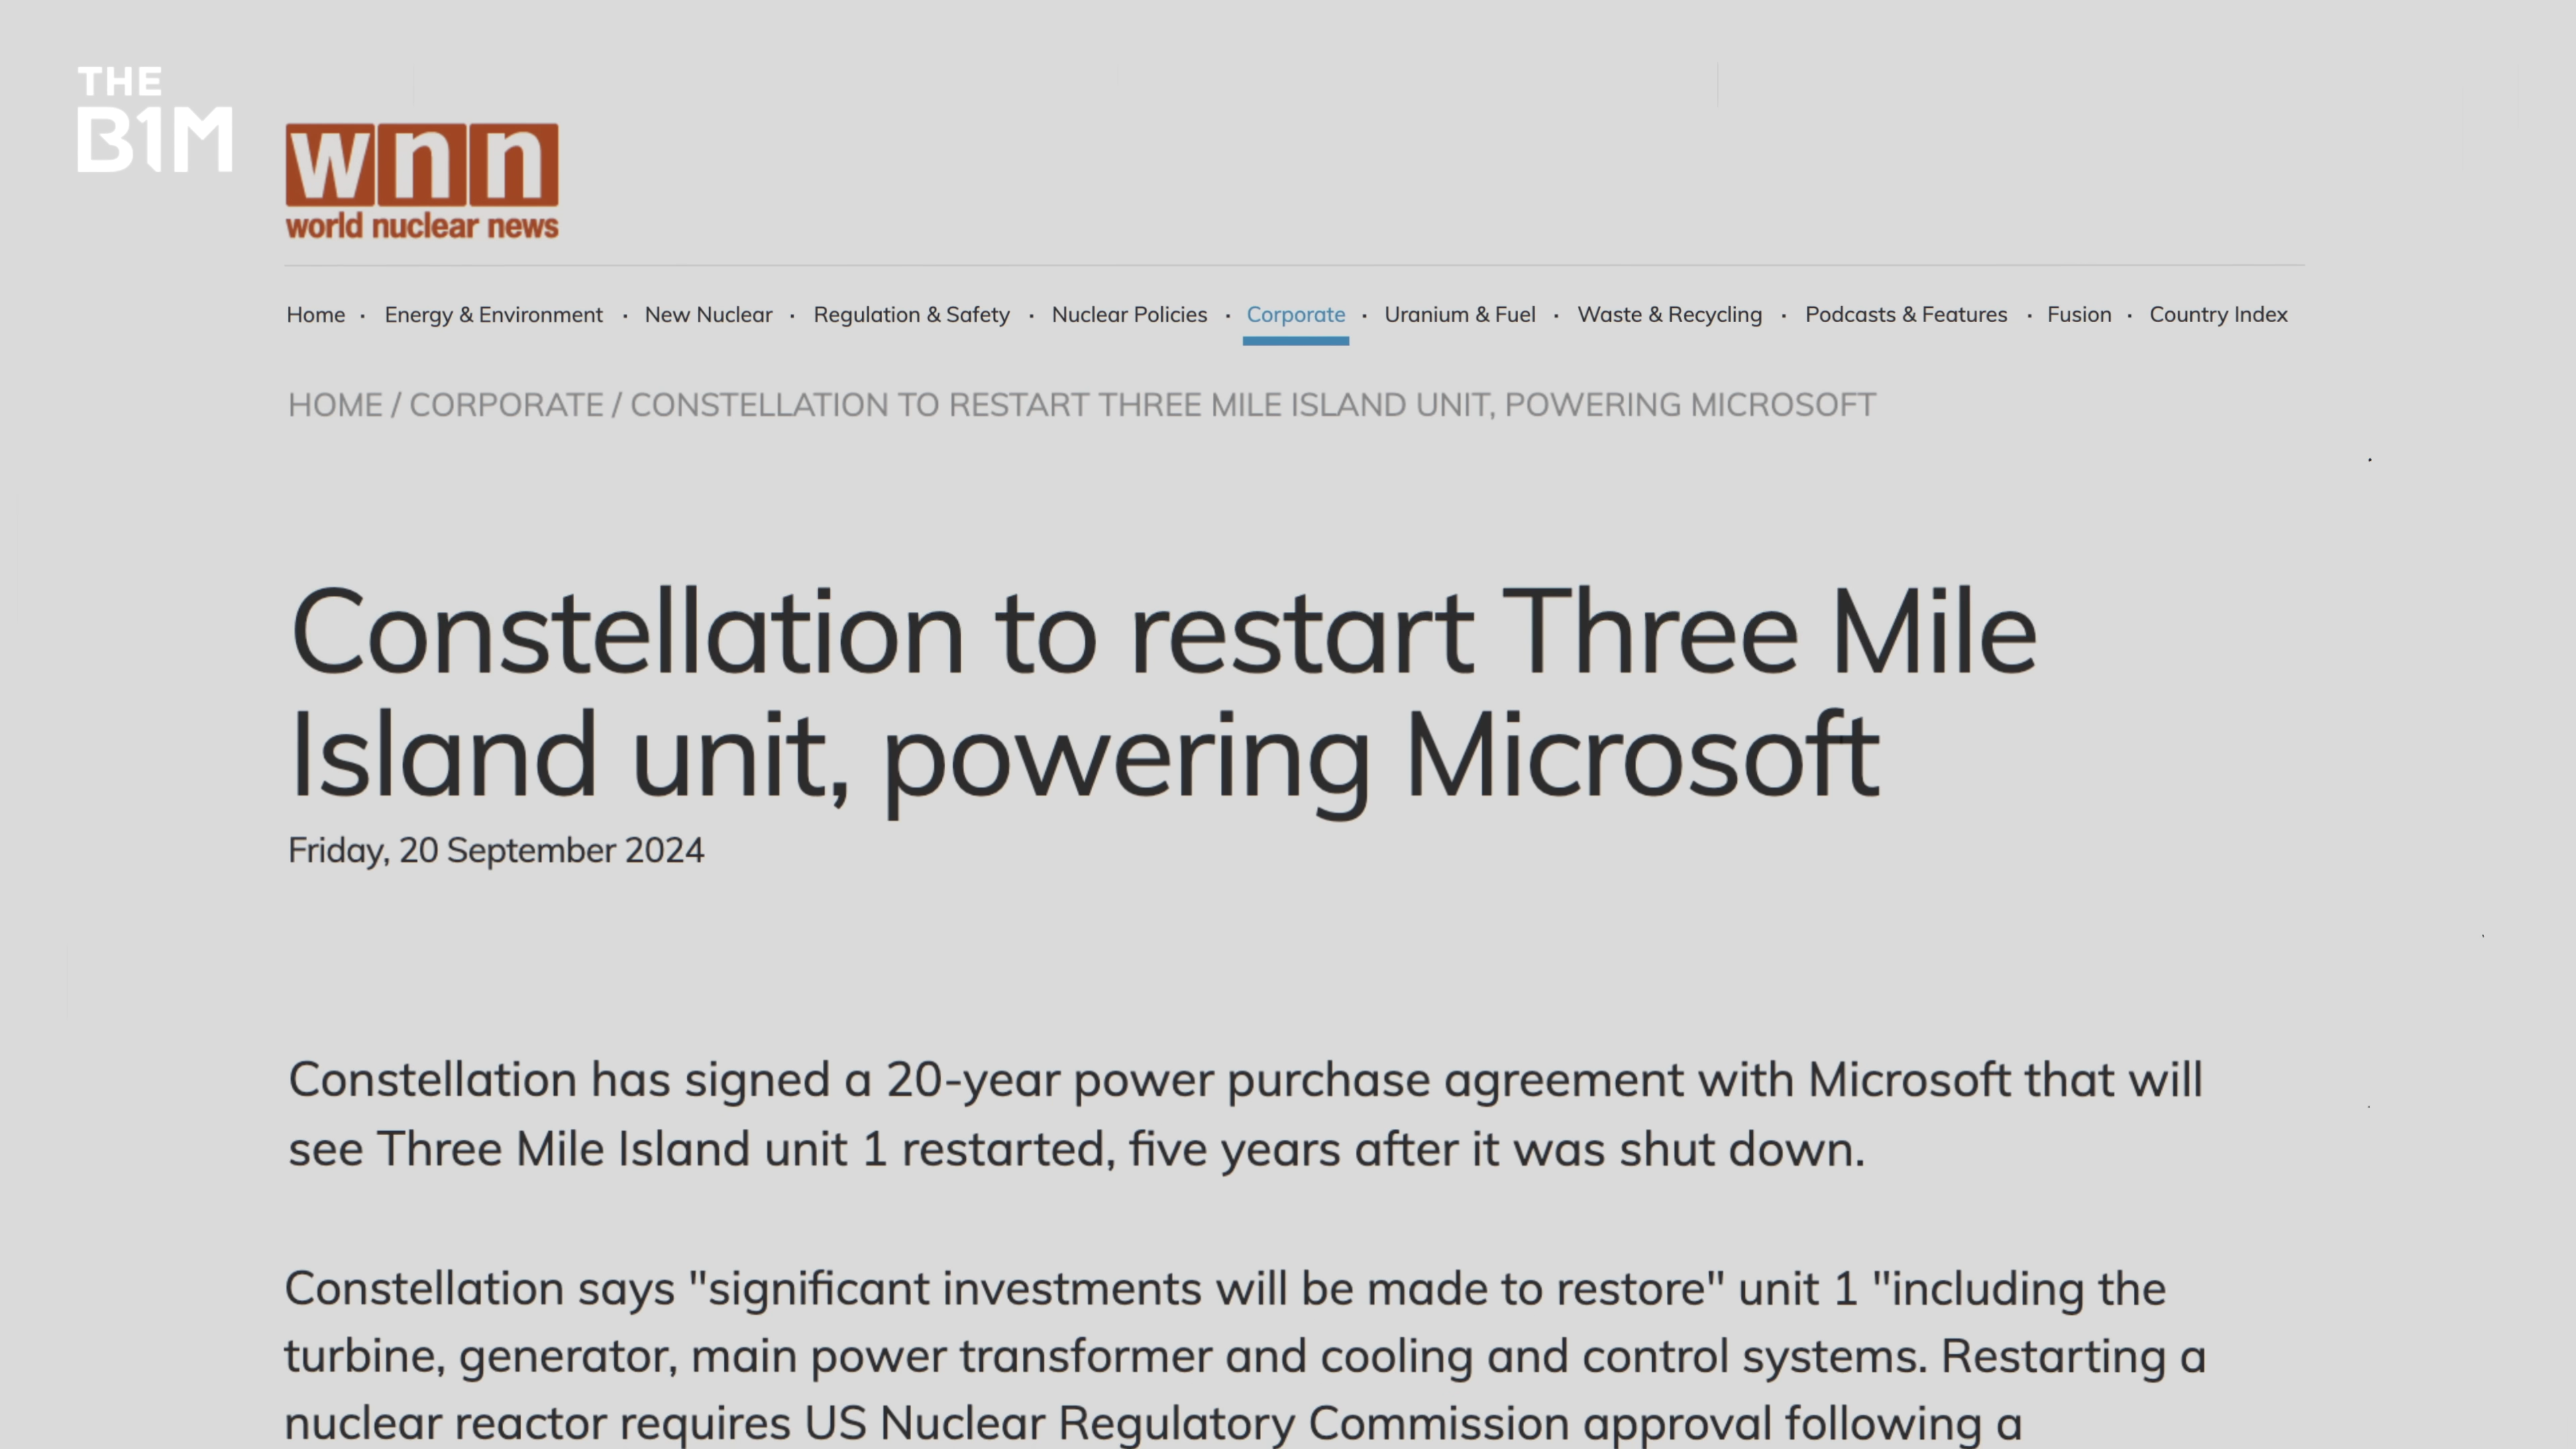 THE
B1M
wnn
world nuclear news
Home · Energy & Environment · New Nuclear · Regulation & Safety · Nuclear Policies · Corporate · Uranium & Fuel · Waste & Recycling · Podcasts & Features · Fusion · Country Index
HOME / CORPORATE / CONSTELLATION TO RESTART THREE MILE ISLAND UNIT, POWERING MICROSOFT
Constellation to restart Three Mile
Island unit, powering Microsoft
Friday, 20 September 2024
Constellation has signed a 20-year power purchase agreement with Microsoft that will
see Three Mile Island unit 1 restarted, five years after it was shut down.
Constellation says "significant investments will be made to restore" unit 1 "including the
turbine, generator, main power transformer and cooling and control systems. Restarting a
nuclear reactor requires US Nuclear Regulatory Commission approval following a